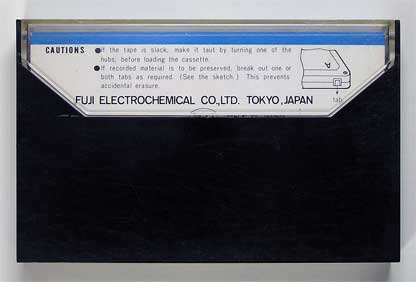 CAUTIONS ●If the tape is slack, make it taut by turning one of the
hubs, before loading the cassette.
●If recorded material is to be preserved, break out one or
both tabs as required. (See the sketch.) This prevents
accidental erasure.
A
tab
FUJI ELECTROCHEMICAL CO.,LTD. TOKYO, JAPAN